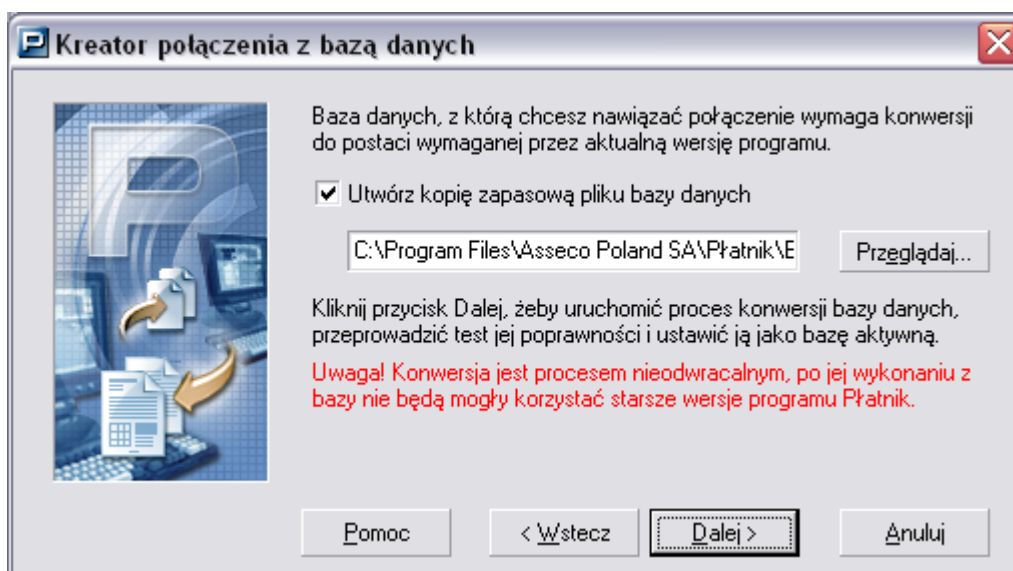 Kreator połączenia z bazą danych
Baza danych, z którą chcesz nawiązać połączenie wymaga konwersji
do postaci wymaganej przez aktualną wersję programu.
Utwórz kopię zapasową pliku bazy danych
C:\Program Files\Asseco Poland SA\Płatnik\E
Przeglądaj...
Kliknij przycisk Dalej, żeby uruchomić proces konwersji bazy danych,
przeprowadzić test jej poprawności i ustawić ją jako bazę aktywną.
Uwaga! Konwersja jest procesem nieodwracalnym, po jej wykonaniu z
bazy nie będą mogły korzystać starsze wersje programu Płatnik.
Pomoc
< Wstecz
Dalej >
Anuluj